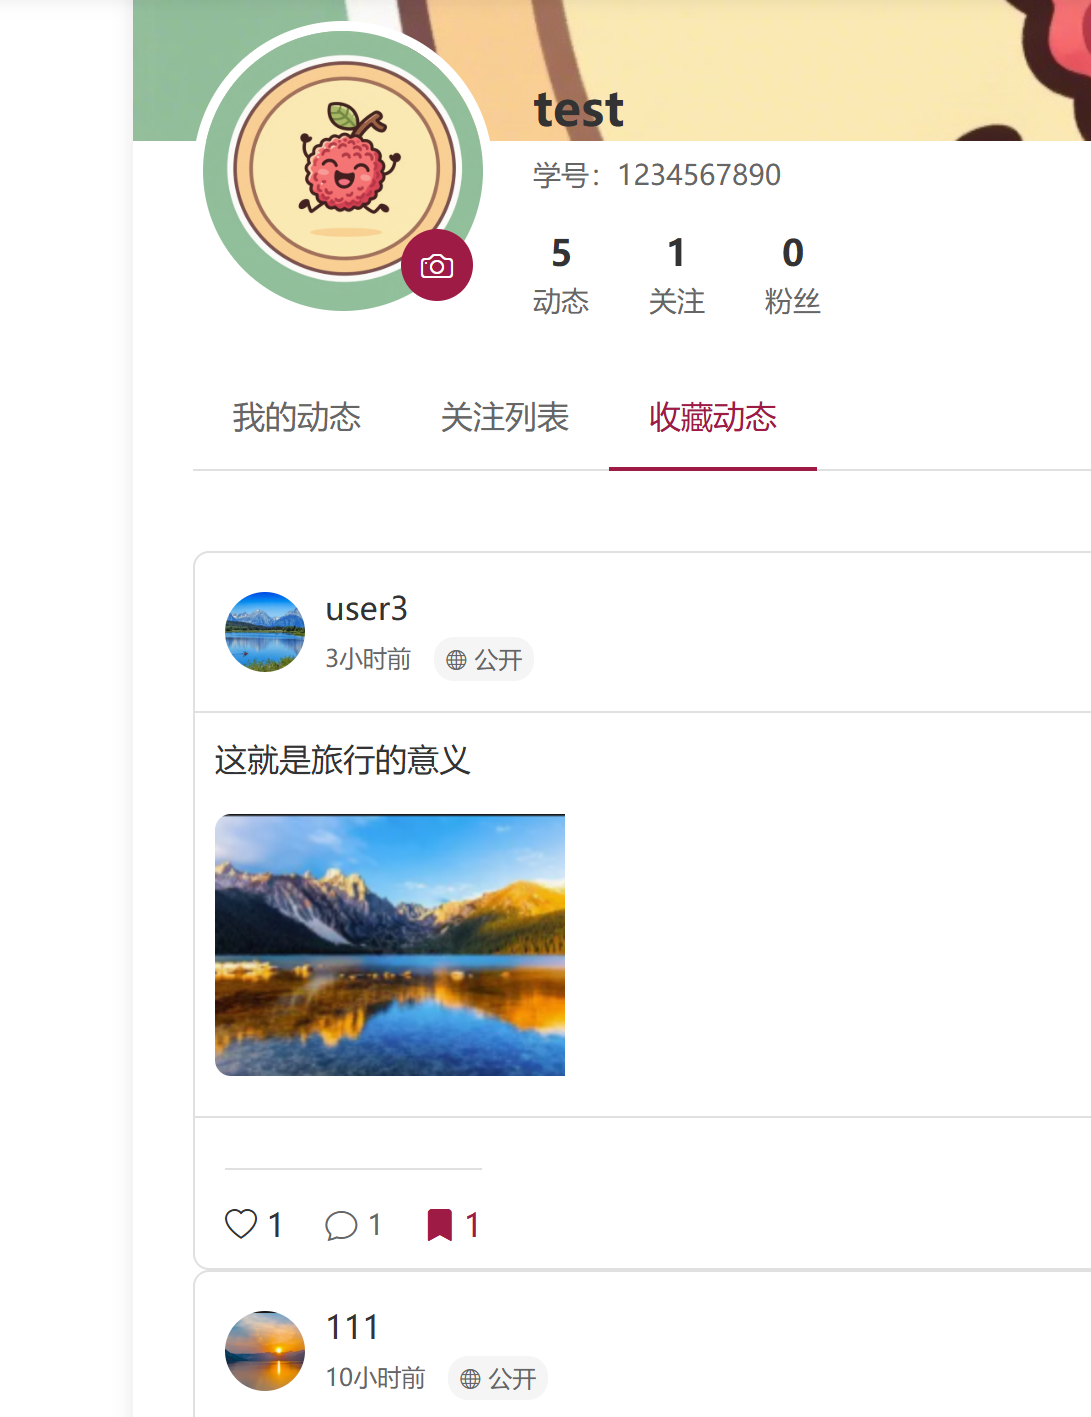 test
学号：1234567890
5 1 0
动态 关注 粉丝
我的动态 关注列表 收藏动态
user3
3小时前 公开
这就是旅行的意义
1 1 1
111
10小时前 公开